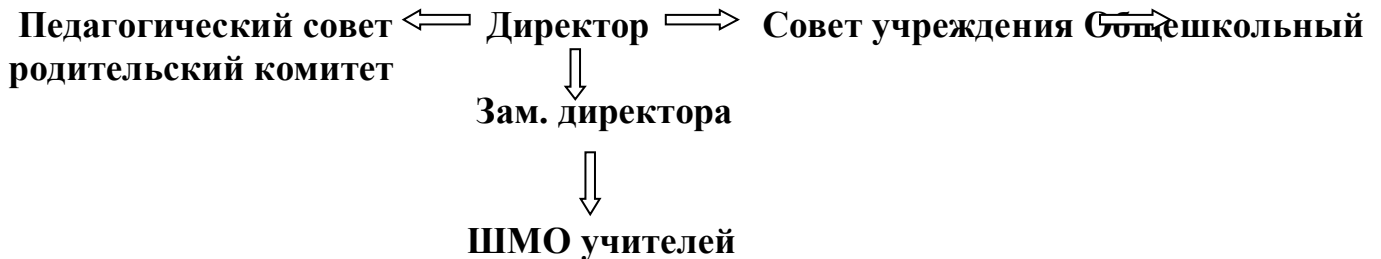 Педагогический совет Директор Совет учреждения Общешкольный
родительский комитет
Зам. директора
ШМО учителей